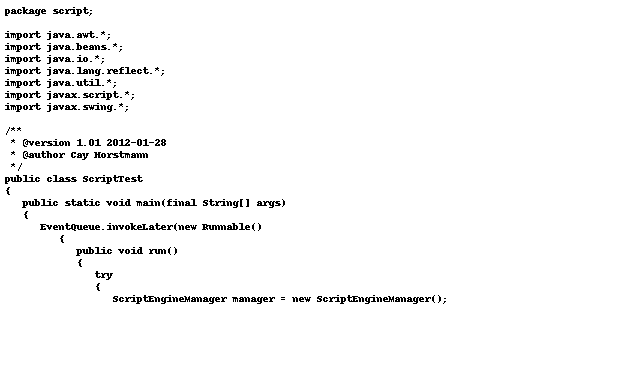 package script;

import java.awt.*;
import java.beans.*;
import java.io.*;
import java.lang.reflect.*;
import java.util.*;
import javax.script.*;
import javax.swing.*;

/**
 * @version 1.01 2012-01-28
 * @author Cay Horstmann
 */
public class ScriptTest
{
   public static void main(final String[] args)
   {
      EventQueue.invokeLater(new Runnable()
         {
            public void run()
            {
               try
               {
                  ScriptEngineManager manager = new ScriptEngineManager();